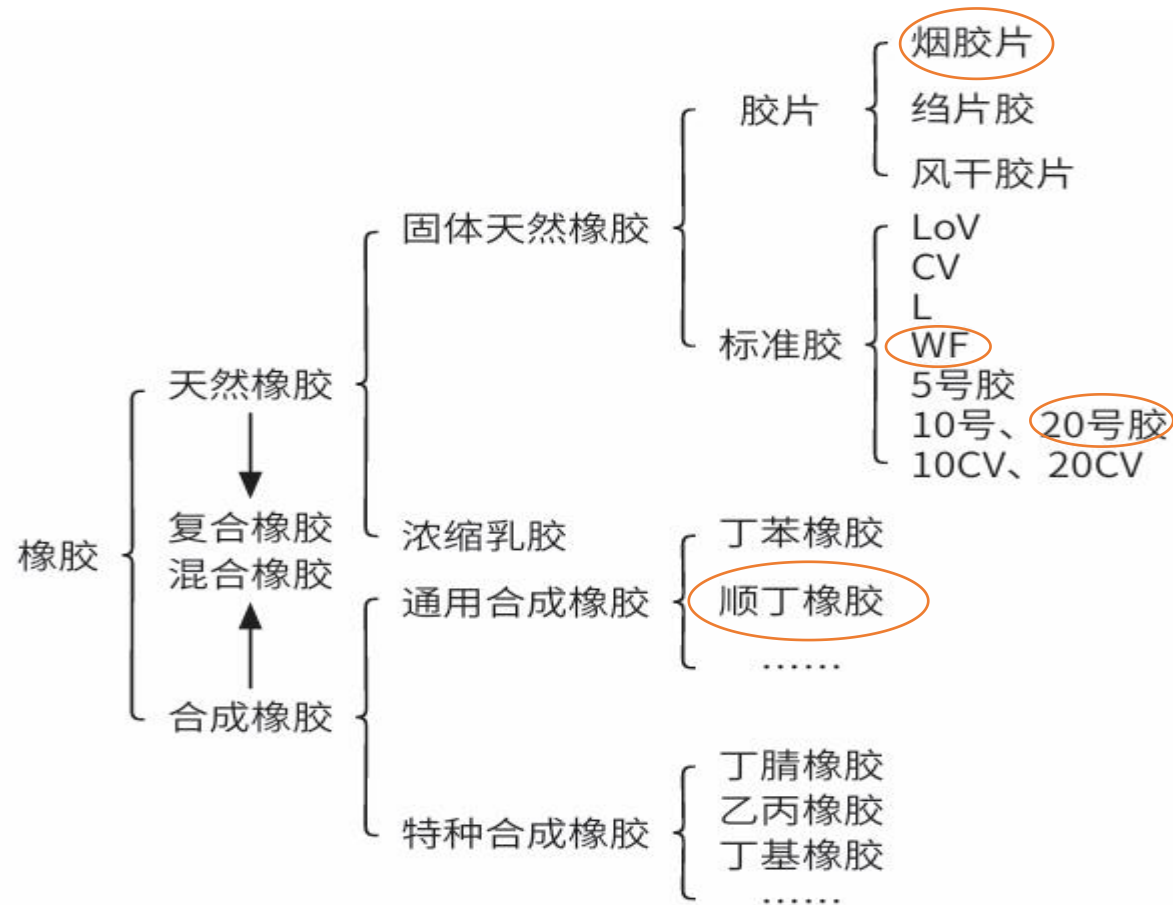 橡胶
天然橡胶
复合橡胶
混合橡胶
合成橡胶
固体天然橡胶
浓缩乳胶
通用合成橡胶
特种合成橡胶
胶片
标准胶
烟胶片
绉片胶
风干胶片
LoV
CV
L
WF
5号胶
10号、20号胶
10CV、20CV
丁苯橡胶
顺丁橡胶
……
丁腈橡胶
乙丙橡胶
丁基橡胶
……